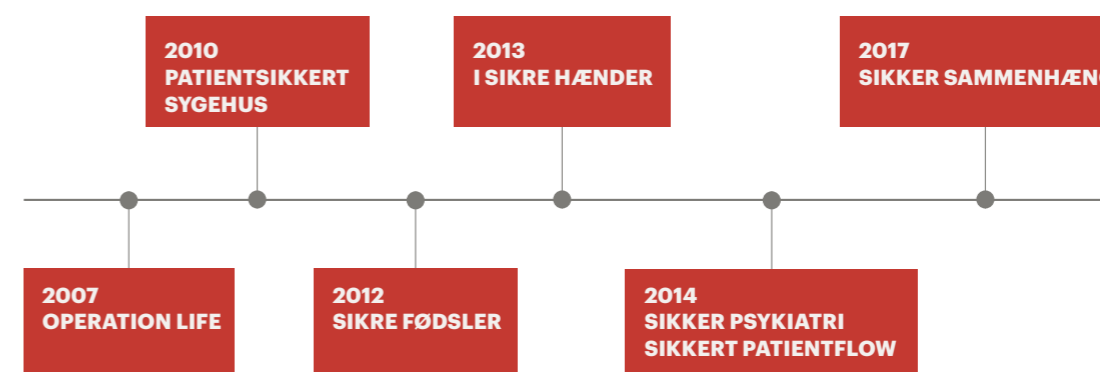 2010
PATIENTSIKKERT
SYGEHUS
2013
I SIKRE HÆNDER
2017
SIKKER
2007
OPERATION LIFE
2012
SIKRE FØDSLER
2014
SIKKER PSYKIATRI
SIKKERT PATIENTFLOW